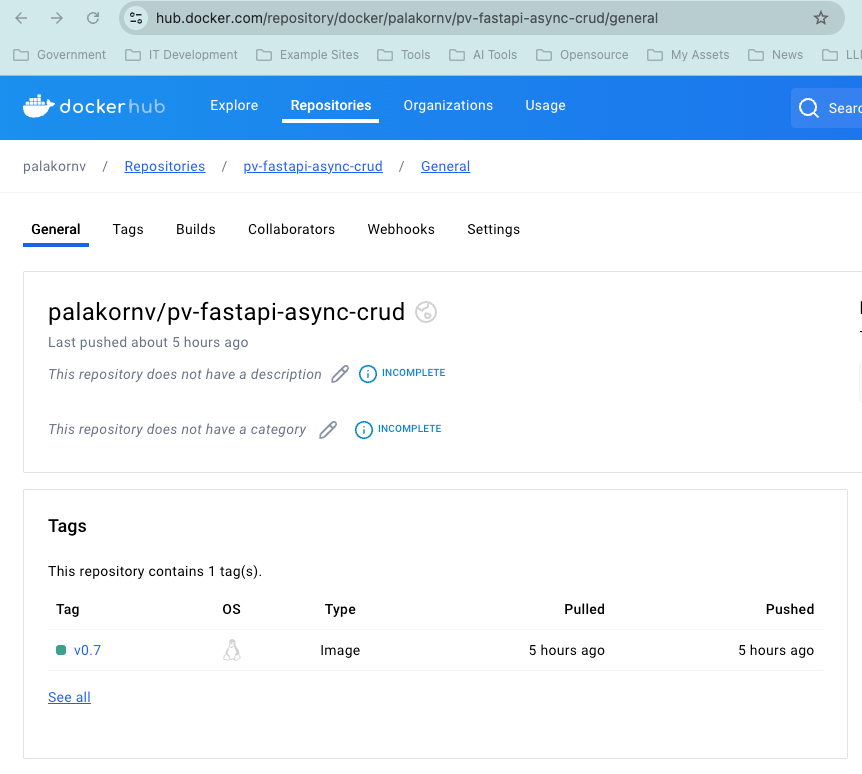 hub.docker.com/repository/docker/palakornv/pv-fastapi-async-crud/general
Government IT Development Example Sites Tools AI Tools Opensource My Assets News
dockerhub Explore Repositories Organizations Usage
palakornv / Repositories / pv-fastapi-async-crud / General
General Tags Builds Collaborators Webhooks Settings
palakornv/pv-fastapi-async-crud
Last pushed about 5 hours ago
This repository does not have a description INCOMPLETE
This repository does not have a category INCOMPLETE
Tags
This repository contains 1 tag(s).
Tag OS Type Pulled Pushed
v0.7 Image 5 hours ago 5 hours ago
See all